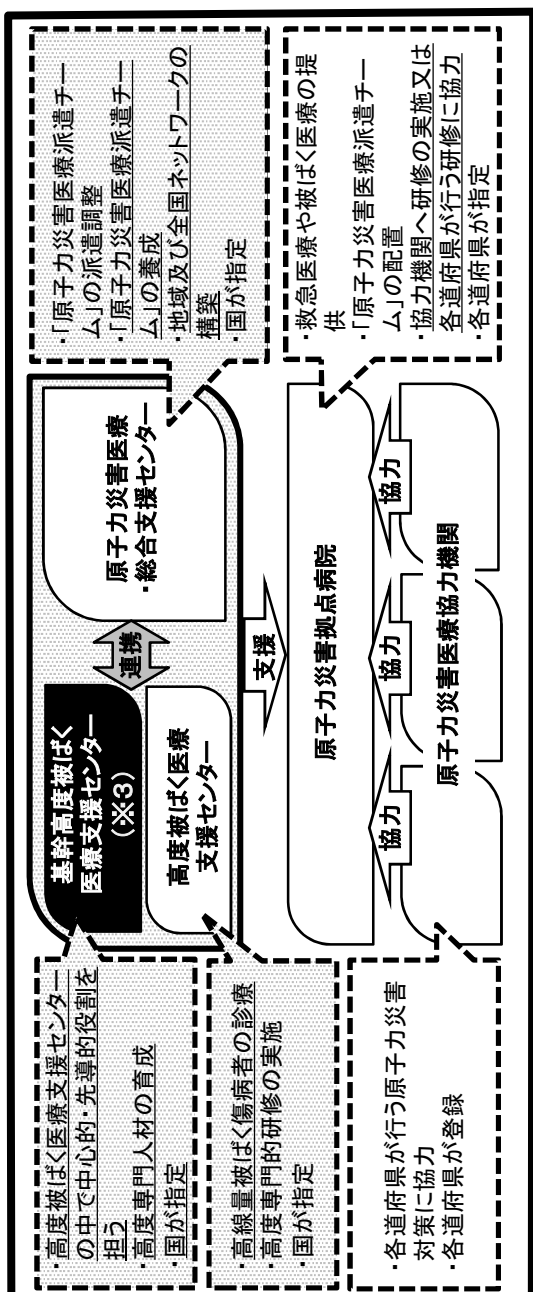 ・高度被ばく医療支援センター
の中で中心的・先導的役割を
担う
・高度専門人材の育成
・国が指定
・高線量被ばく傷病者の診療
・高度専門的研修の実施
・国が指定
・各道府県が行う原子力災害
対策に協力
・各道府県が登録
基幹高度被ばく
医療支援センター
(※3)
高度被ばく医療
支援センター
連携
原子力災害医療
・総合支援センター
支援
原子力災害拠点病院
協力
協力
協力
原子力災害医療協力機関
・「原子力災害医療派遣チー
ム」の派遣調整
・「原子力災害医療派遣チー
ム」の養成
・地域及び全国ネットワークの
構築
・国が指定
・救急医療や被ばく医療の提
供
・「原子力災害医療派遣チー
ム」の配置
・協力機関へ研修の実施又は
各道府県が行う研修に協力
・各道府県が指定